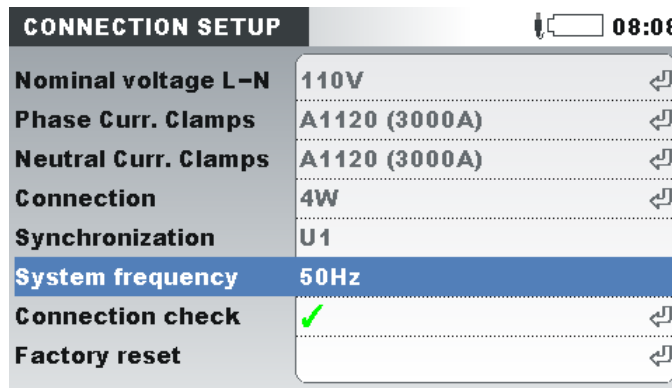 CONNECTION SETUP 08:08
Nominal voltage L-N 110V
Phase Curr. Clamps A1120 (3000A)
Neutral Curr. Clamps A1120 (3000A)
Connection 4W
Synchronization U1
System frequency 50Hz
Connection check ✓
Factory reset